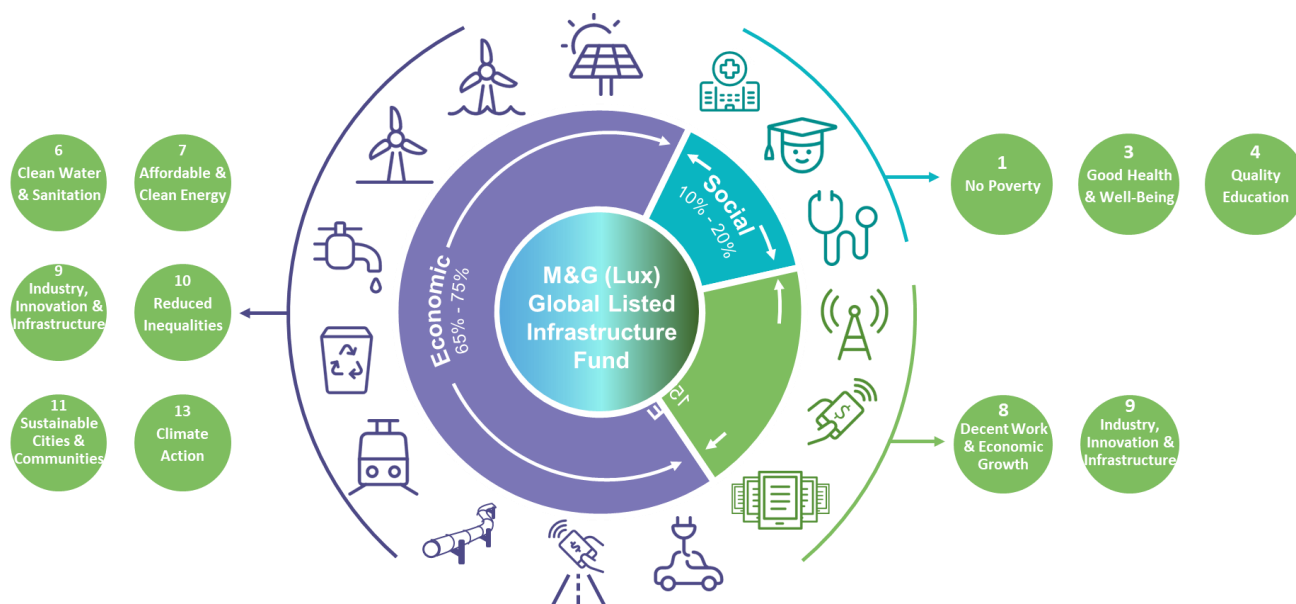 6
Clean Water
& Sanitation
7
Affordable &
Clean Energy
9
Industry,
Innovation &
Infrastructure
10
Reduced
Inequalities
11
Sustainable
Cities &
Communities
13
Climate
Action
Economic
65% - 75%
Social
10% - 20%
M&G (Lux)
Global Listed
Infrastructure
Fund
E
15
$
$
1
No Poverty
3
Good Health
& Well-Being
4
Quality
Education
8
Decent Work
& Economic
Growth
9
Industry,
Innovation &
Infrastructure